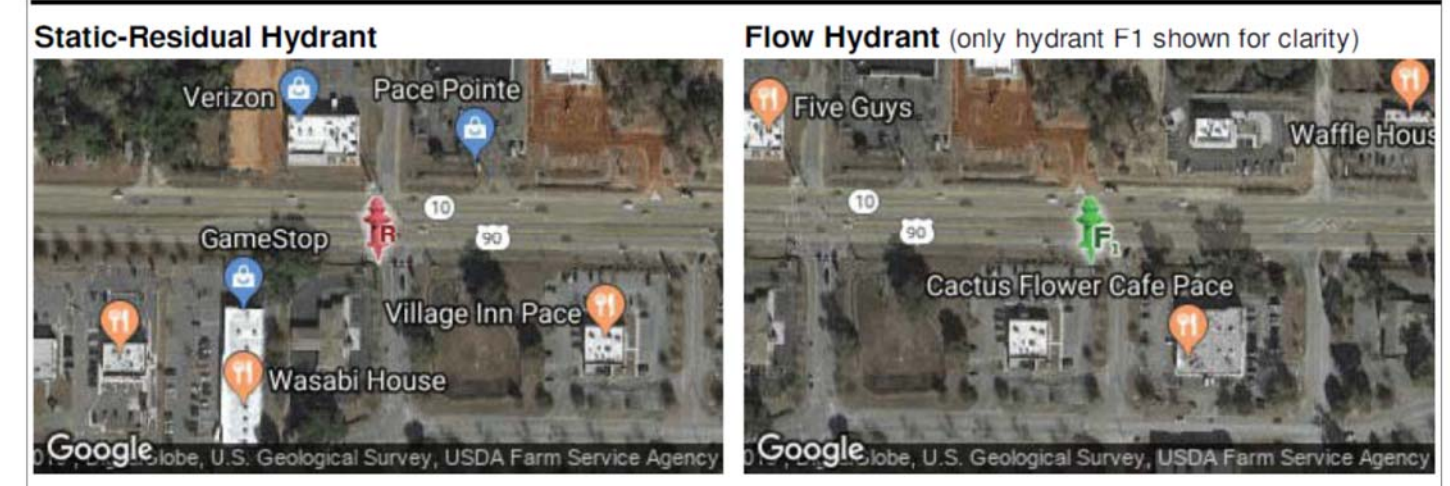 Static-Residual Hydrant
Verizon
Pace Pointe
10
90
R
GameStop
Village Inn Pace
Wasabi House
Google
Globe, U.S. Geological Survey, USDA Farm Service Agency
Flow Hydrant (only hydrant F1 shown for clarity)
Five Guys
Waffle Hous
10
90
F1
Cactus Flower Cafe Pace
Google
Globe, U.S. Geological Survey, USDA Farm Service Agency